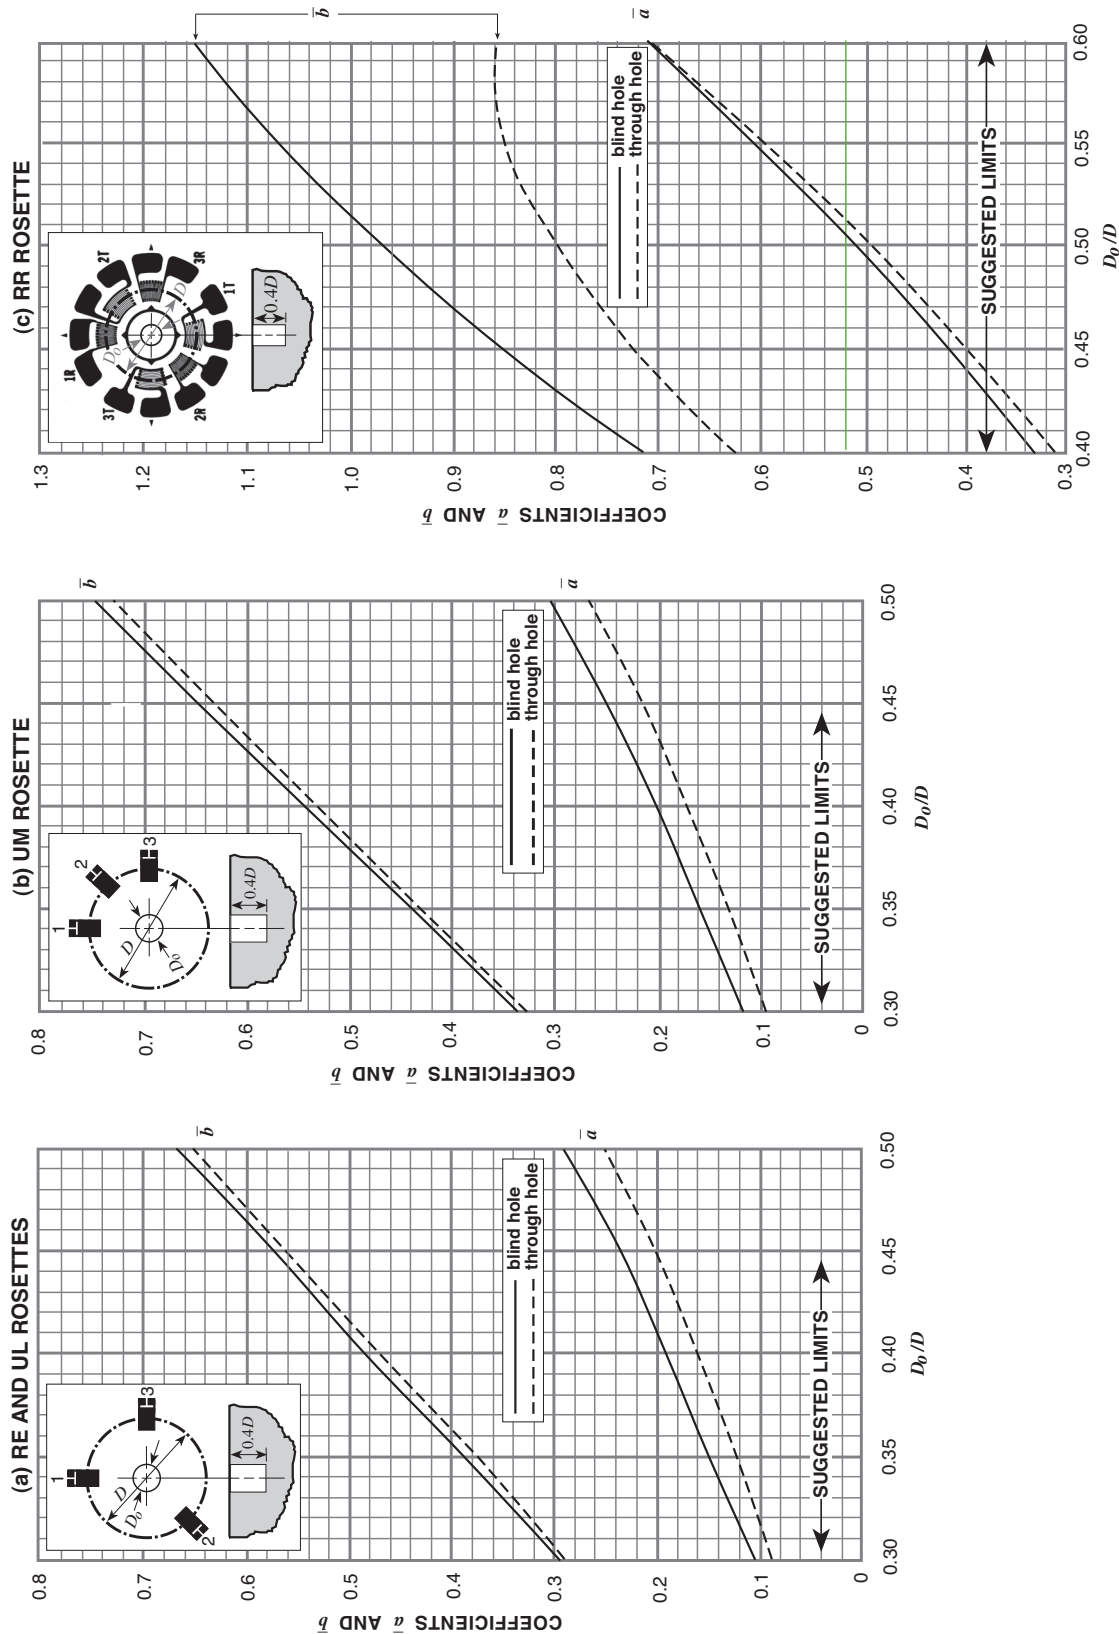 (a) RE AND UL ROSETTES
COEFFICIENTS a̅ AND b̅
0.8
0.7
0.6
0.5
0.4
0.3
0.2
0.1
0
1
2
3
D
D₀
0.4D
b̅
blind hole
through hole
a̅
SUGGESTED LIMITS
0.30
0.35
0.40
0.45
0.50
D₀/D
(b) UM ROSETTE
COEFFICIENTS a̅ AND b̅
0.8
0.7
0.6
0.5
0.4
0.3
0.2
0.1
0
1
2
3
D
D₀
0.4D
b̅
blind hole
through hole
a̅
SUGGESTED LIMITS
0.30
0.35
0.40
0.45
0.50
D₀/D
(c) RR ROSETTE
COEFFICIENTS a̅ AND b̅
1.3
1.2
1.1
1.0
0.9
0.8
0.7
0.6
0.5
0.4
0.3
1R
2T
3T
3R
2R
1T
D₀
D
0.4D
b̅
blind hole
through hole
a̅
SUGGESTED LIMITS
0.40
0.45
0.50
0.55
0.60
D₀/D